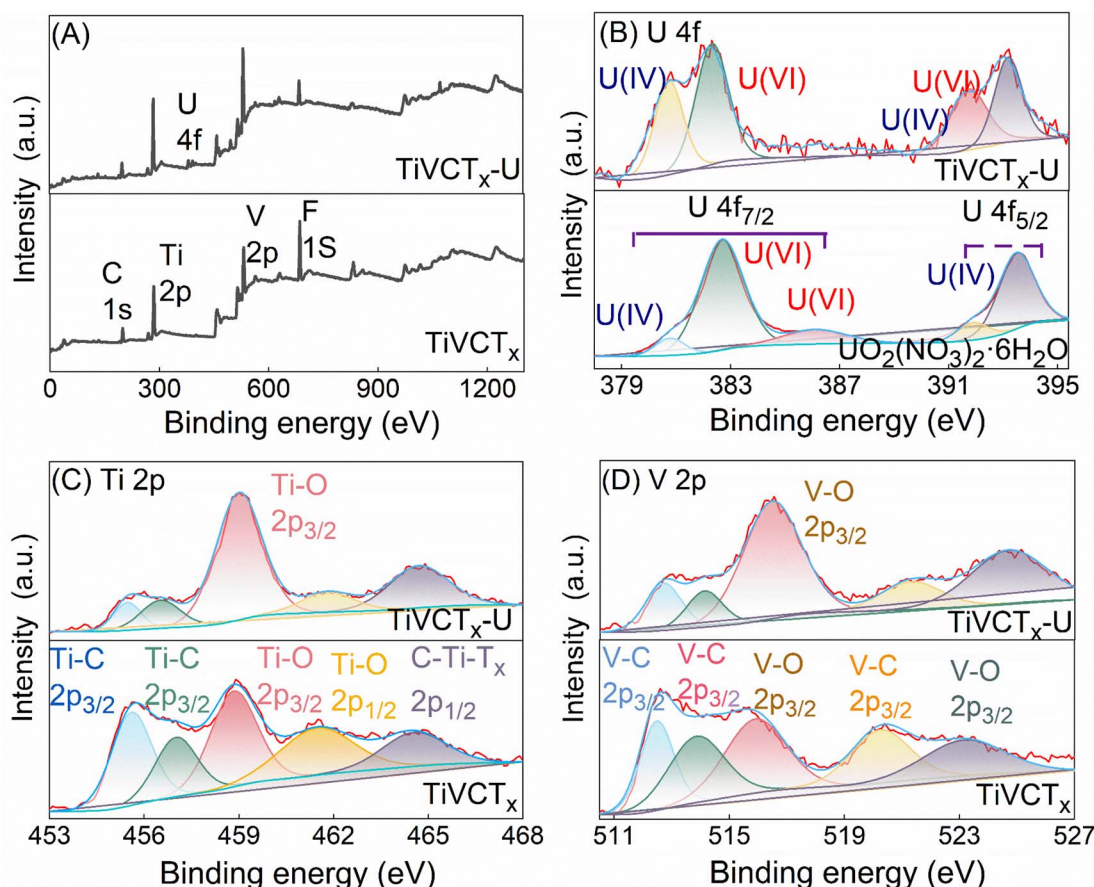 (A)
U
4f
TiVCTₓ-U
C
1s
Ti
2p
V
2p
F
1S
TiVCTₓ
Intensity (a.u.)
0 300 600 900 1200
Binding energy (eV)
(B) U 4f
U(IV)
U(VI)
U(VI)
U(IV)
TiVCTₓ-U
U 4f₇/₂
U 4f₅/₂
U(IV)
U(VI)
U(VI)
U(IV)
UO₂(NO₃)₂·6H₂O
Intensity (a.u.)
379 383 387 391 395
Binding energy (eV)
(C) Ti 2p
Ti-O
2p₃/₂
TiVCTₓ-U
Ti-C
2p₃/₂
Ti-C
2p₃/₂
Ti-O
2p₃/₂
Ti-O
2p₁/₂
C-Ti-Tₓ
2p₁/₂
TiVCTₓ
Intensity (a.u.)
453 456 459 462 465 468
Binding energy (eV)
(D) V 2p
V-O
2p₃/₂
TiVCTₓ-U
V-C
2p₃/₂
V-C
2p₃/₂
V-O
2p₃/₂
V-C
2p₃/₂
V-O
2p₃/₂
TiVCTₓ
Intensity (a.u.)
511 515 519 523 527
Binding energy (eV)